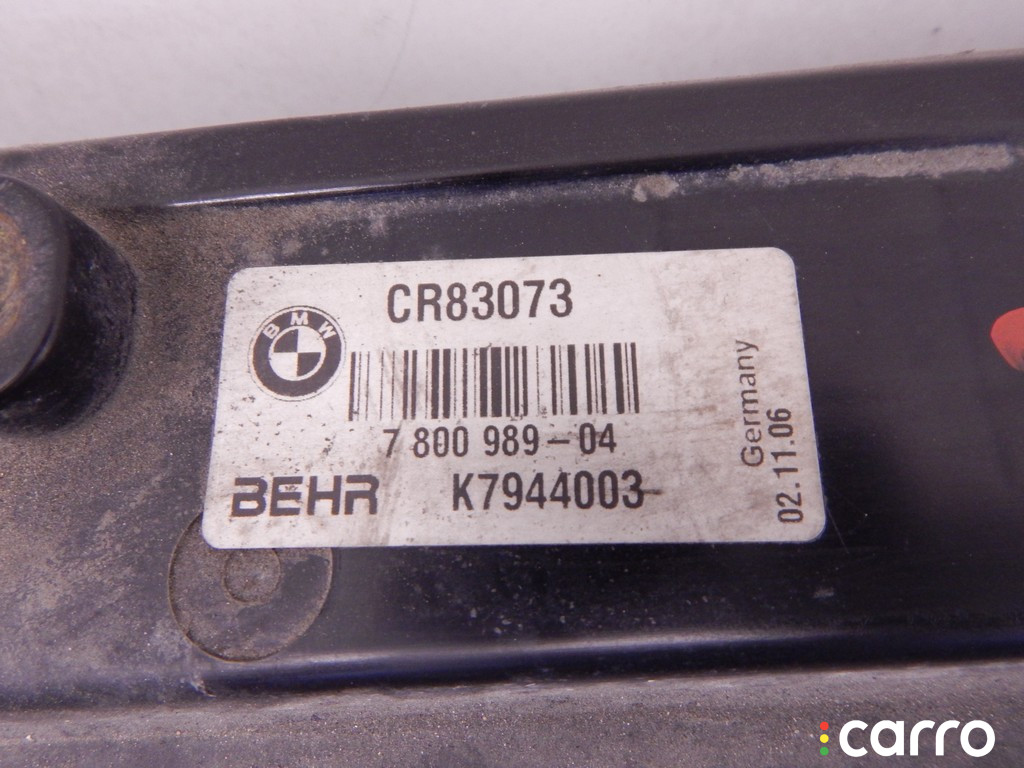 CR83073
BMW
7 800 989-04
BEHR K7944003-
Germany
02.11.06
carro